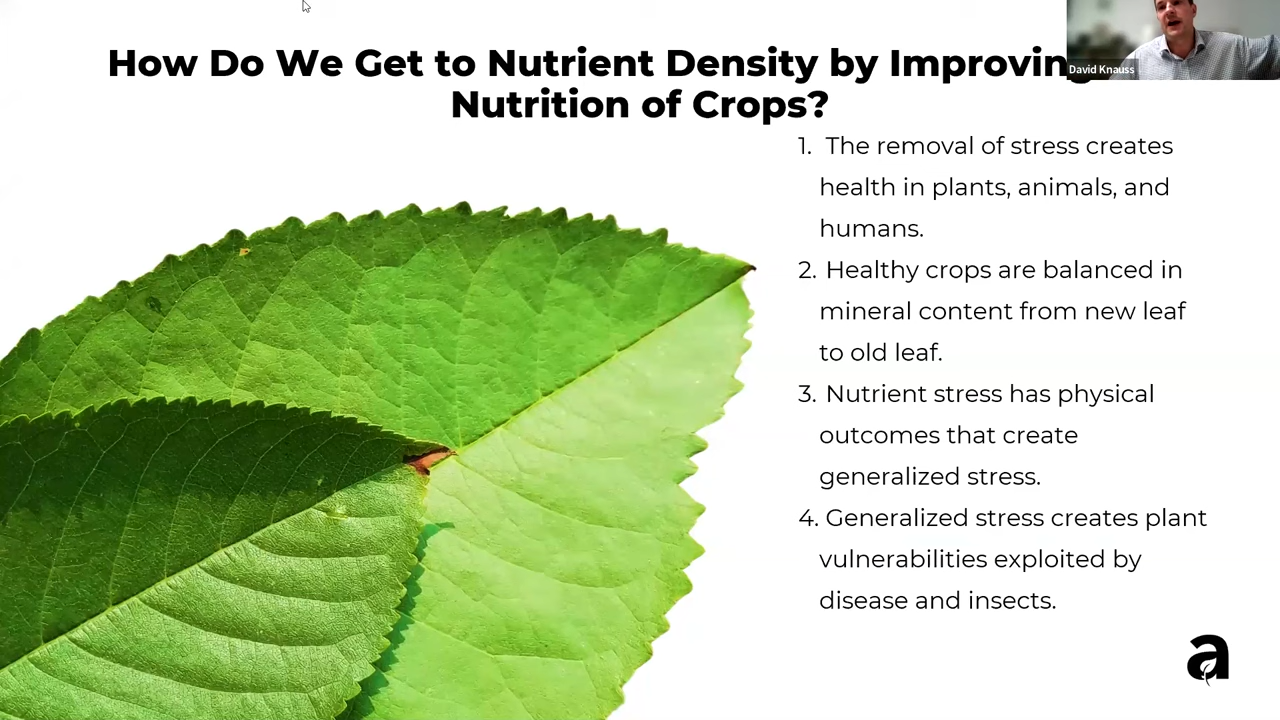 How Do We Get to Nutrient Density by Improving
Nutrition of Crops?
David Knauss
1. The removal of stress creates
health in plants, animals, and
humans.
2. Healthy crops are balanced in
mineral content from new leaf
to old leaf.
3. Nutrient stress has physical
outcomes that create
generalized stress.
4. Generalized stress creates plant
vulnerabilities exploited by
disease and insects.
a